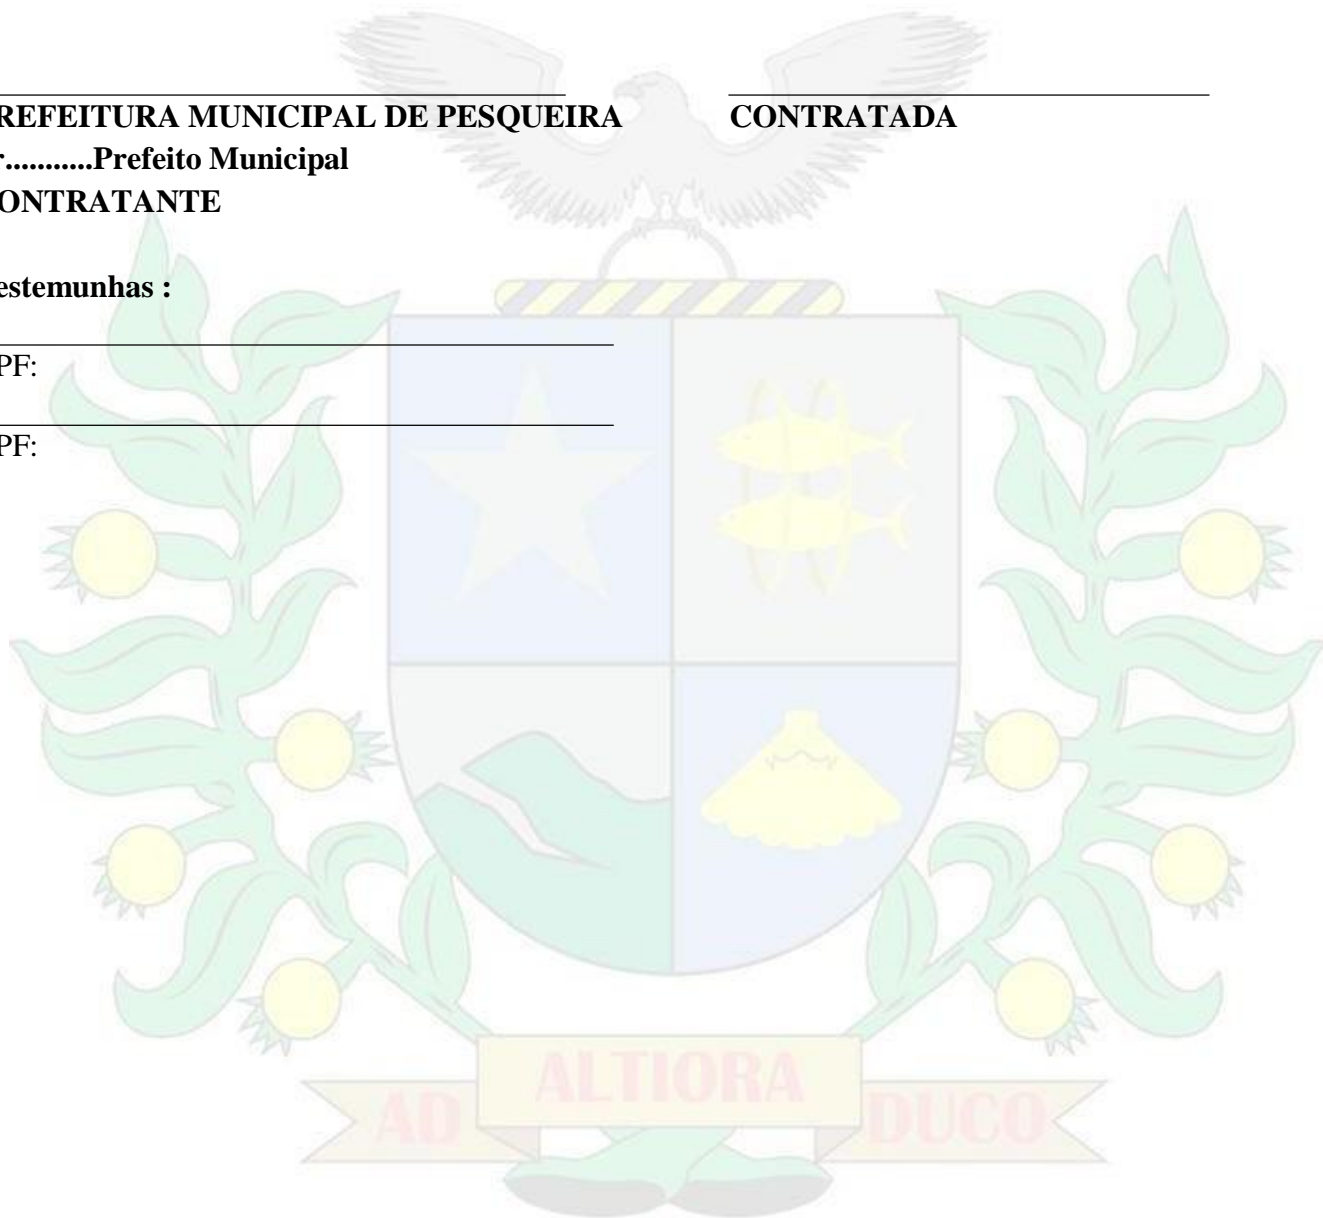 REFEITURA MUNICIPAL DE PESQUEIRA CONTRATADA
r...........Prefeito Municipal
ONTRATANTE
estemunhas :
PF:
PF:
AD ALTIORA DUCO